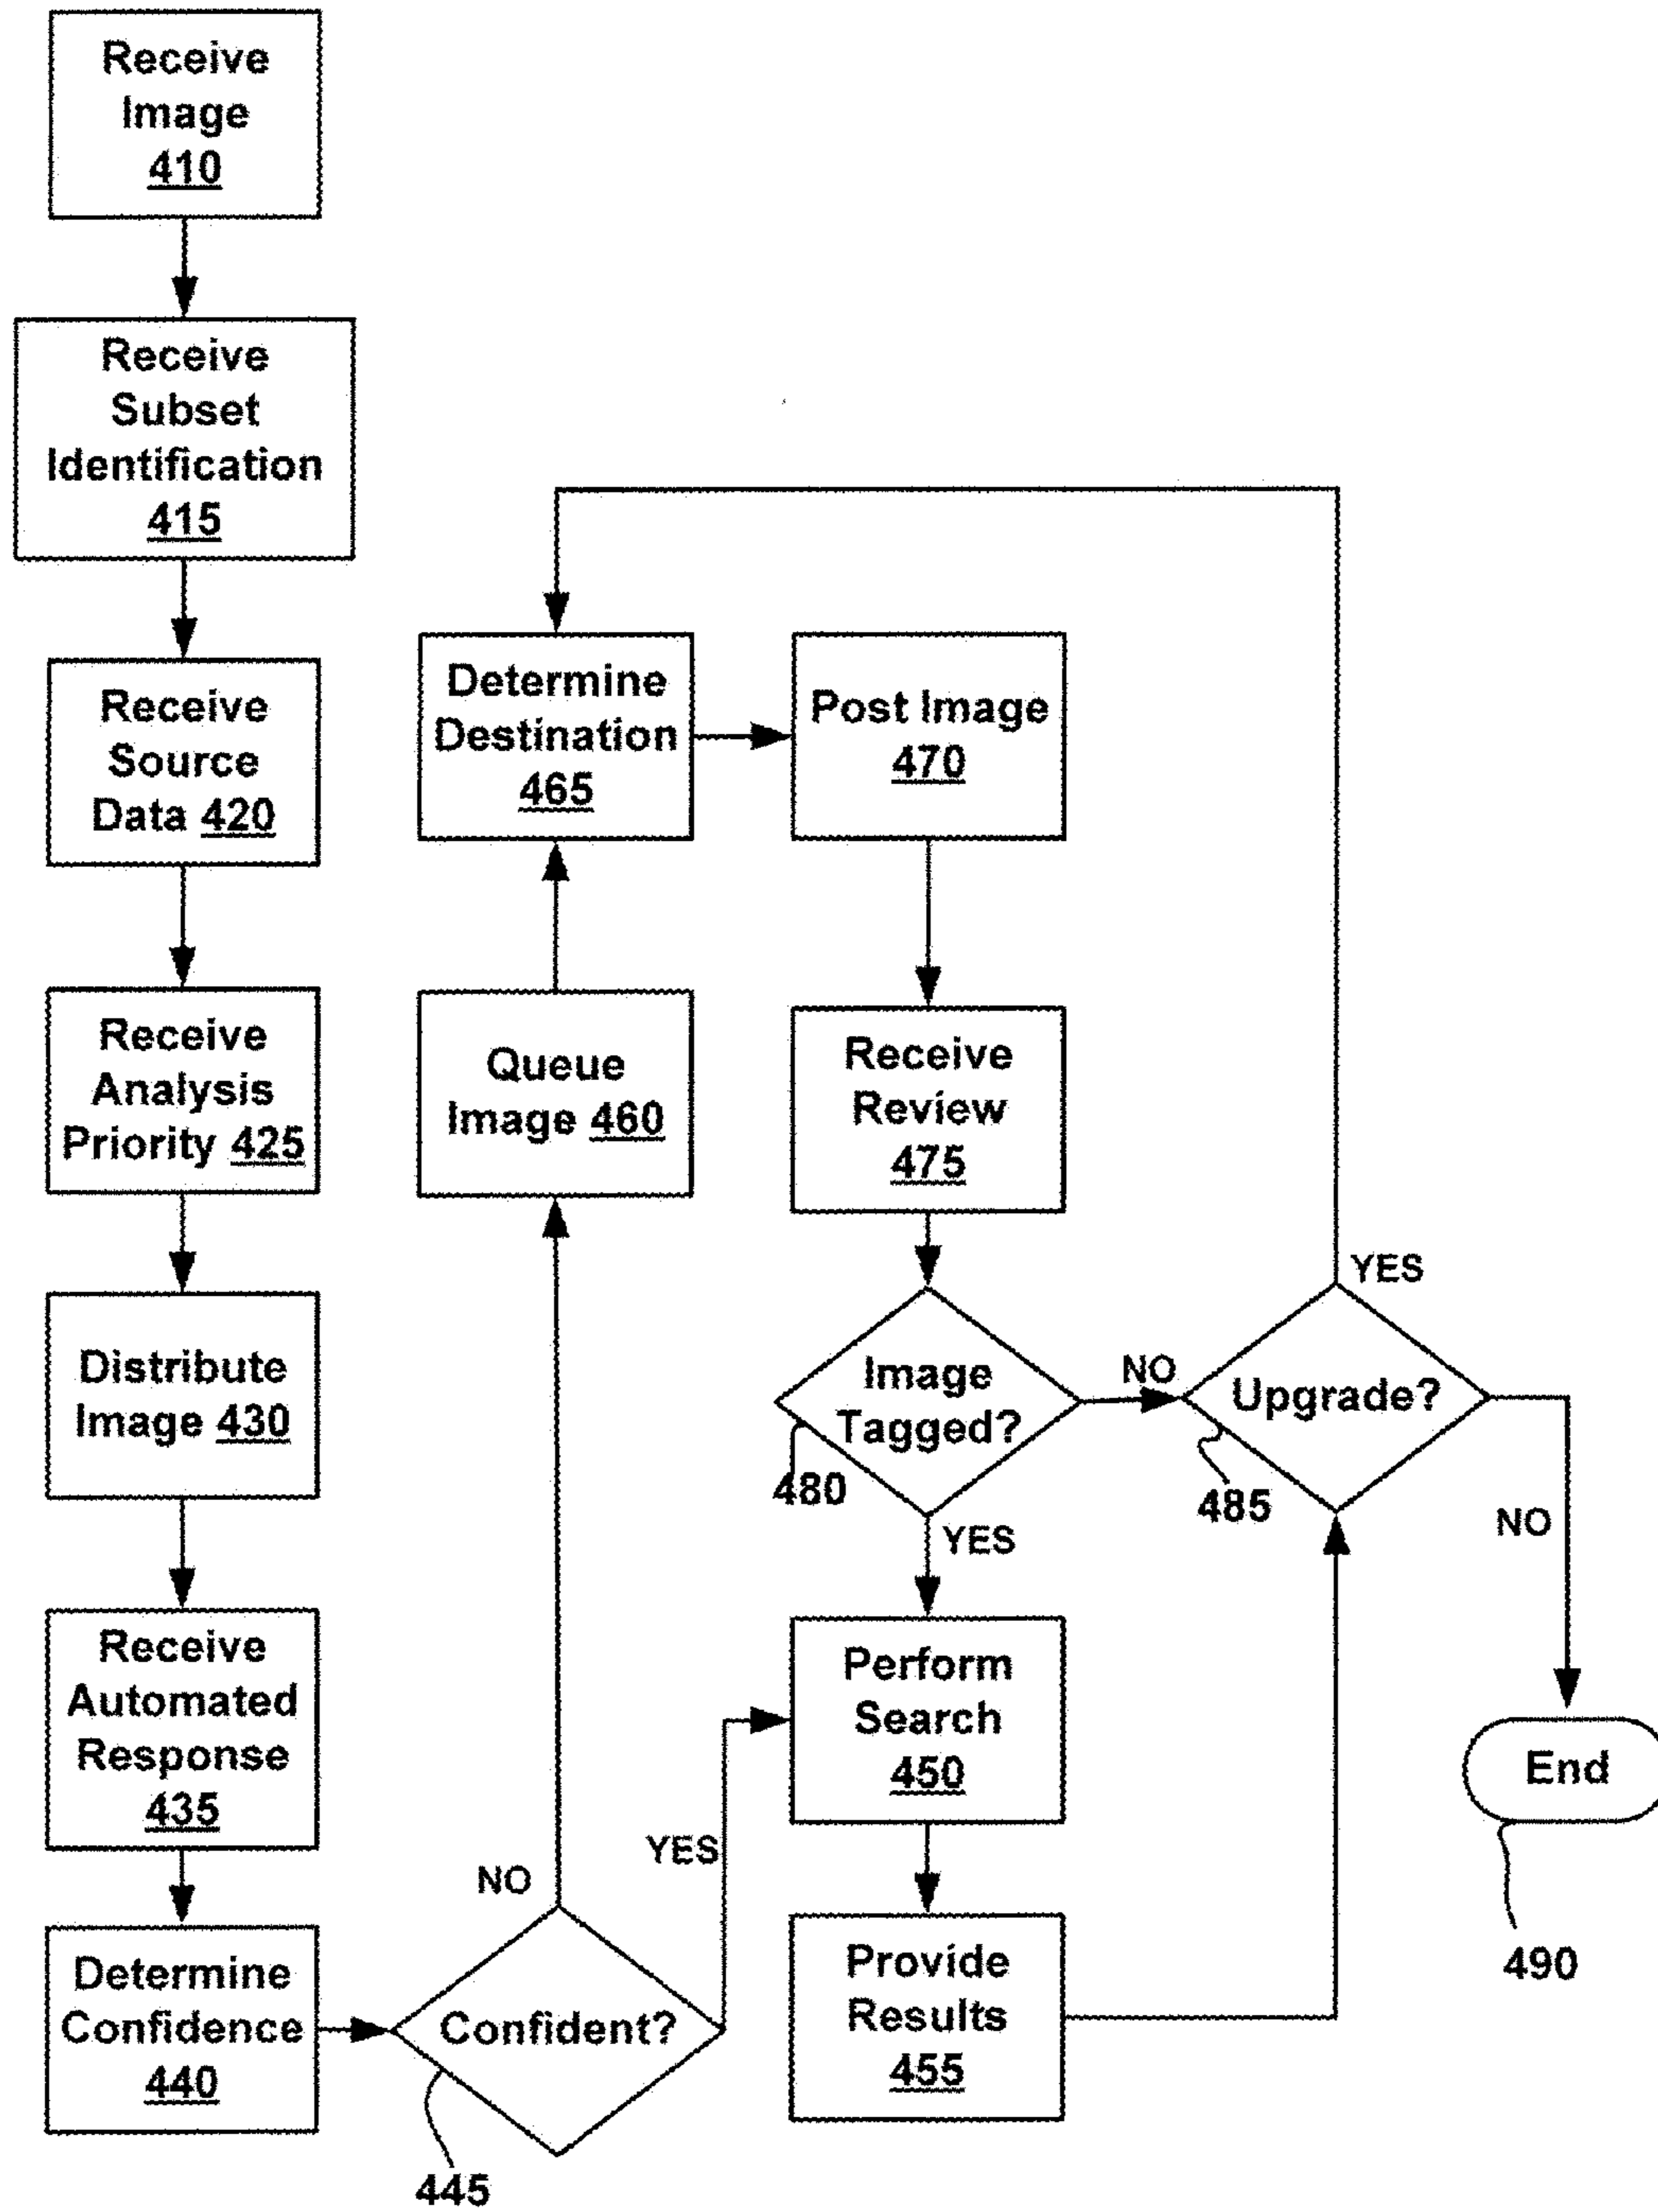 Receive
Image
410
Receive
Subset
Identification
415
Receive
Source
Data 420
Receive
Analysis
Priority 425
Distribute
Image 430
Receive
Automated
Response
435
Determine
Confidence
440
Confident?
445
NO
YES
Queue
Image 460
Determine
Destination
465
Post Image
470
Receive
Review
475
Image
Tagged?
480
NO
YES
Perform
Search
450
Provide
Results
455
Upgrade?
485
YES
NO
End
490